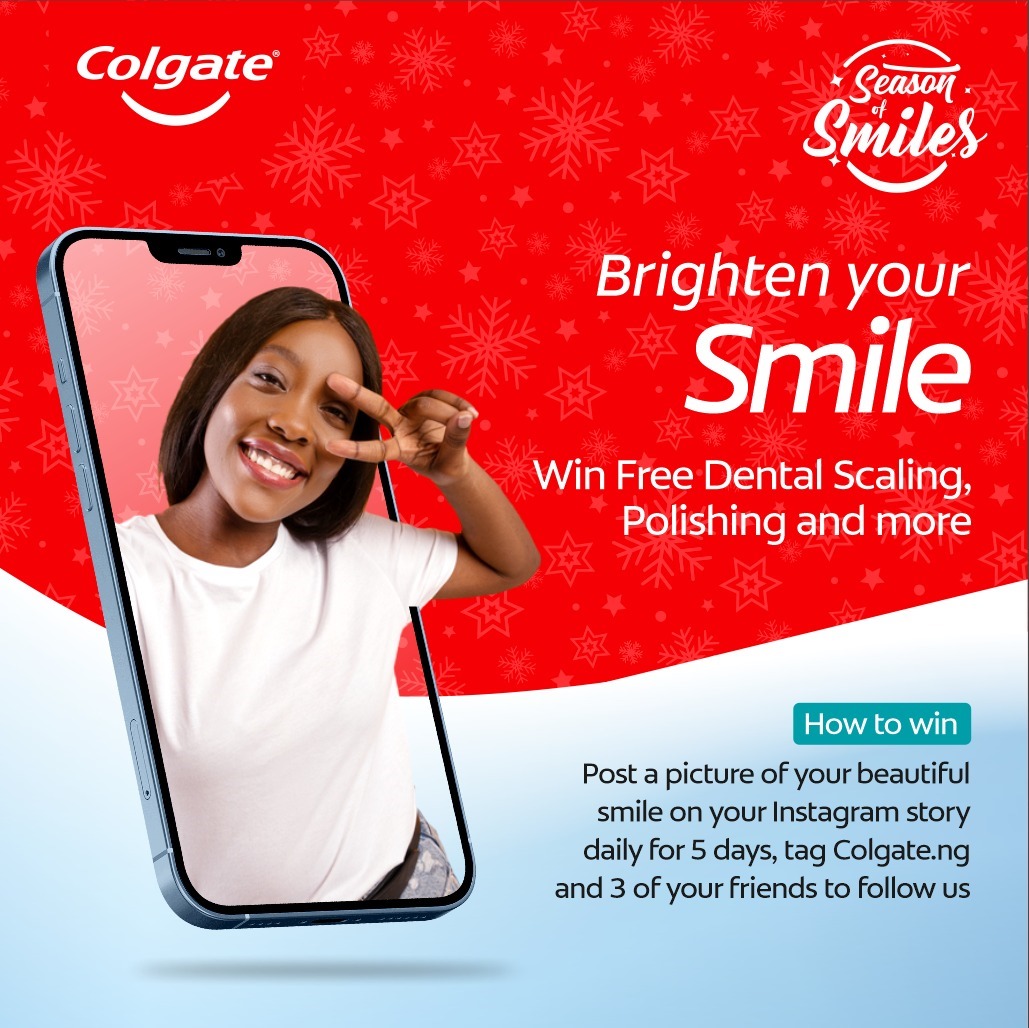 Colgate®
Season
of
Smiles
Brighten your
Smile
Win Free Dental Scaling,
Polishing and more
How to win
Post a picture of your beautiful
smile on your Instagram story
daily for 5 days, tag Colgate.ng
and 3 of your friends to follow us